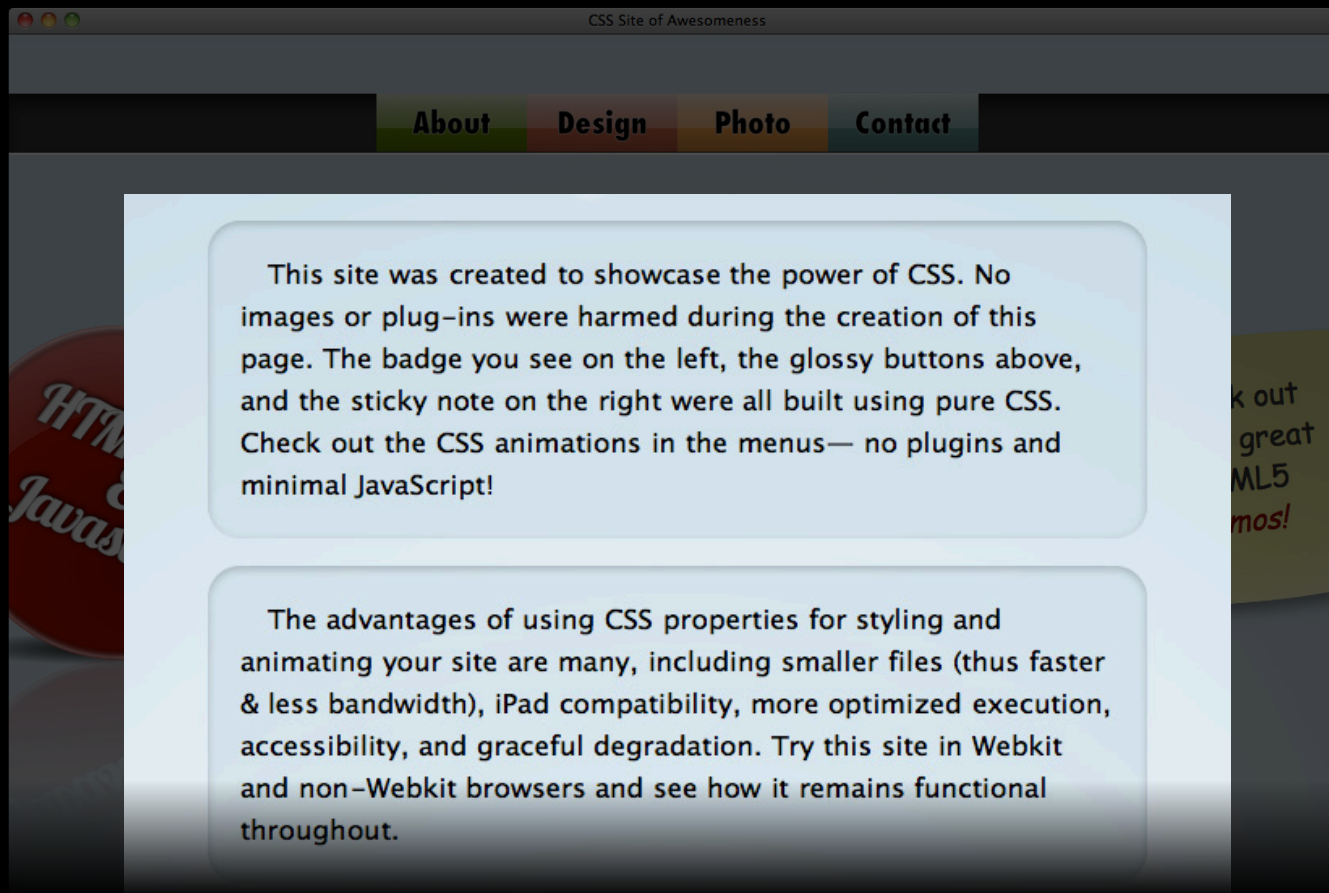 CSS Site of Awesomeness
About Design Photo Contact
This site was created to showcase the power of CSS. No
images or plug-ins were harmed during the creation of this
page. The badge you see on the left, the glossy buttons above,
and the sticky note on the right were all built using pure CSS.
Check out the CSS animations in the menus— no plugins and
minimal JavaScript!
The advantages of using CSS properties for styling and
animating your site are many, including smaller files (thus faster
& less bandwidth), iPad compatibility, more optimized execution,
accessibility, and graceful degradation. Try this site in Webkit
and non-Webkit browsers and see how it remains functional
throughout.
HTM
&
Javas
k out
great
ML5
mos!